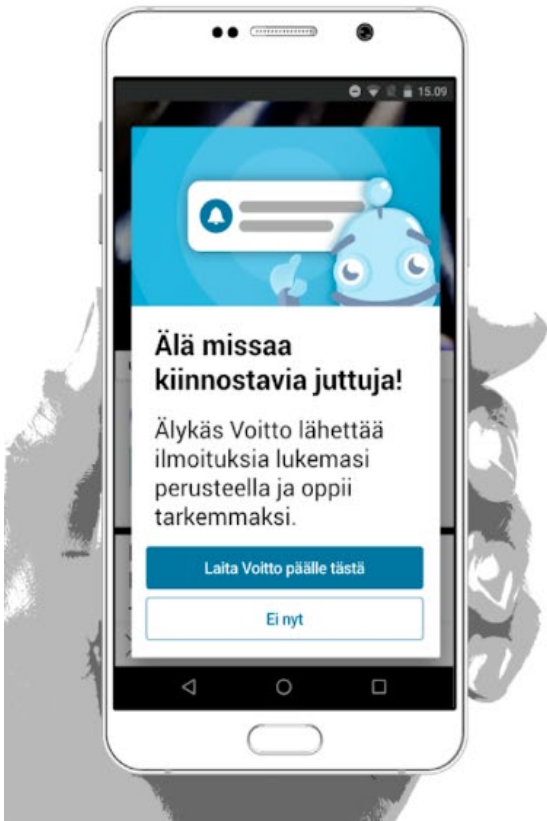 15.09
Älä missaa
kiinnostavia juttuja!
Älykäs Voitto lähettää
ilmoituksia lukemasi
perusteella ja oppii
tarkemmaksi.
Laita Voitto päälle tästä
Ei nyt